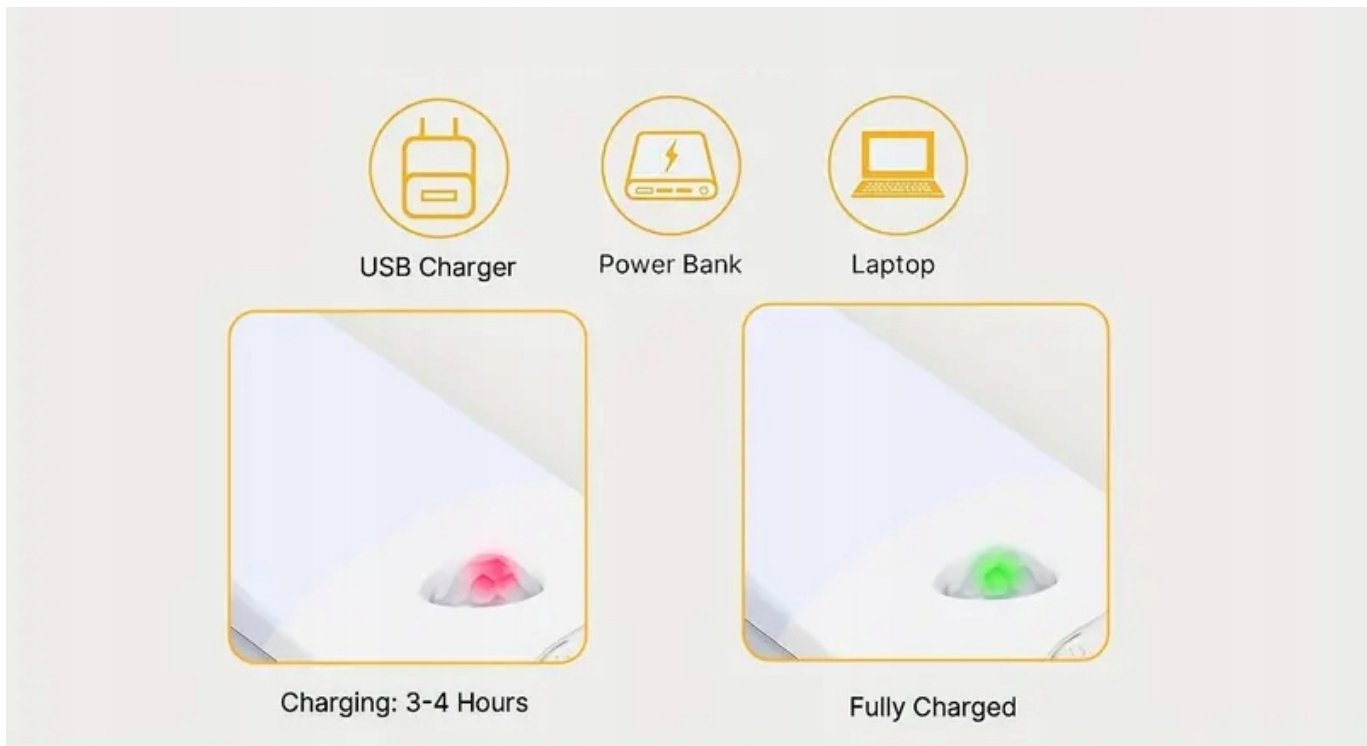 USB Charger
Power Bank
Laptop
Charging: 3-4 Hours
Fully Charged